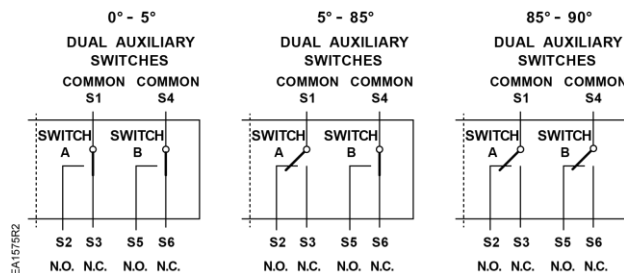 0° - 5°
DUAL AUXILIARY
SWITCHES
COMMON COMMON
S1 S4
SWITCH SWITCH
A B
S2 S3 S5 S6
N.O. N.C. N.O. N.C.
5° - 85°
DUAL AUXILIARY
SWITCHES
COMMON COMMON
S1 S4
SWITCH SWITCH
A B
S2 S3 S5 S6
N.O. N.C. N.O. N.C.
85° - 90°
DUAL AUXILIARY
SWITCHES
COMMON COMMON
S1 S4
SWITCH SWITCH
A B
S2 S3 S5 S6
N.O. N.C. N.O. N.C.
EA1575R2